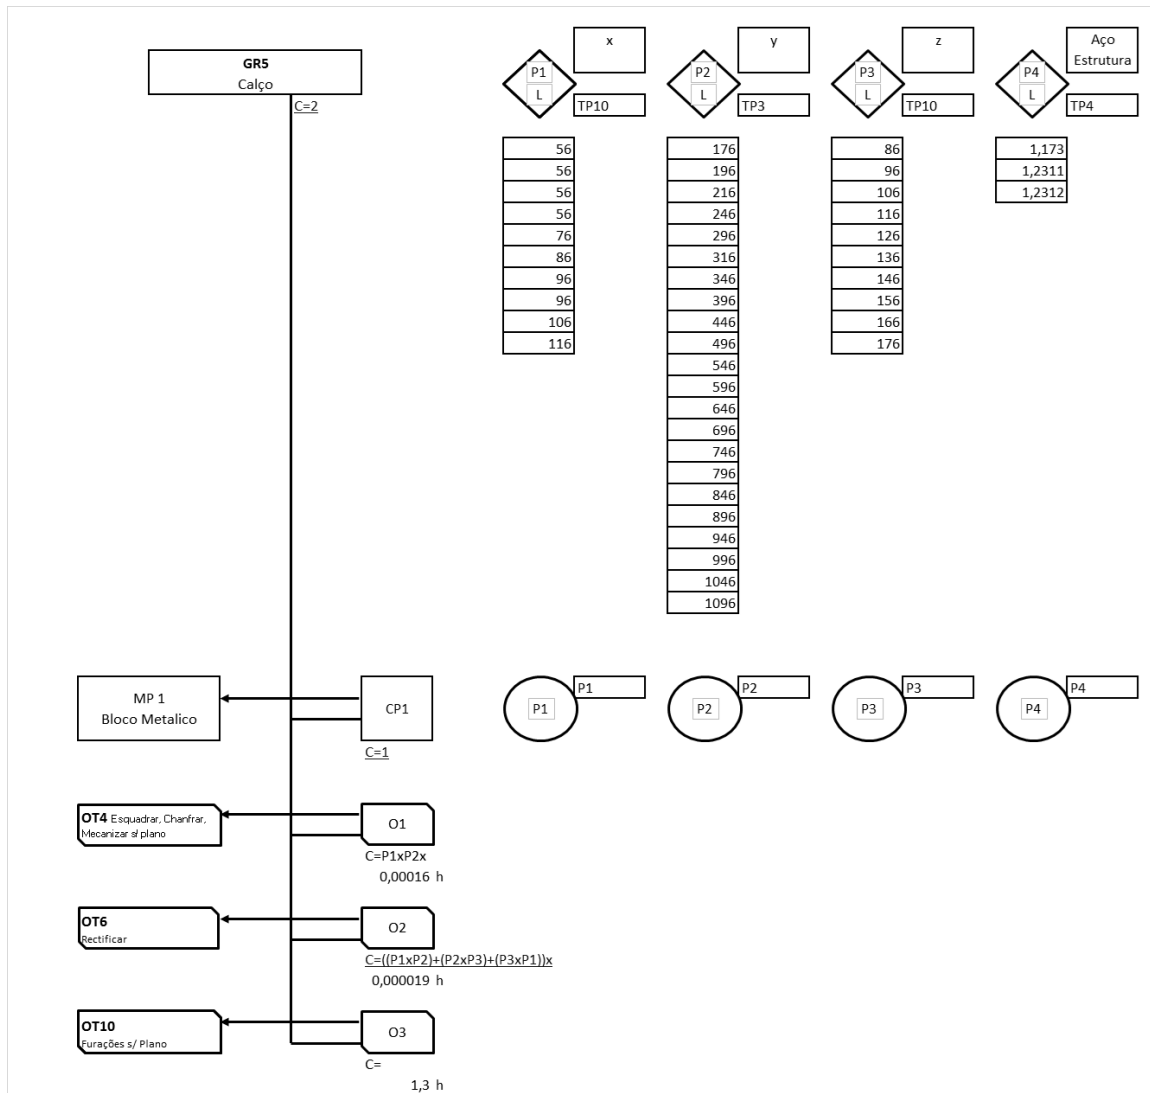 GR5
Calço
C=2
x
P1
L
TP10
y
P2
L
TP3
z
P3
L
TP10
Aço
Estrutura
P4
L
TP4
56
56
56
56
76
86
96
96
106
116
176
196
216
246
296
316
346
396
446
496
546
596
646
696
746
796
846
896
946
996
1046
1096
86
96
106
116
126
136
146
156
166
176
1,173
1,2311
1,2312
MP 1
Bloco Metalico
CP1
C=1
P1
P1
P2
P2
P3
P3
P4
P4
OT4 Esquadrar, Chanfrar,
Mecanizar s/ plano
O1
C=P1xP2x
0,00016 h
OT6
Rectificar
O2
C=((P1xP2)+(P2xP3)+(P3xP1))x
0,000019 h
OT10
Furações s/ Plano
O3
C=
1,3 h